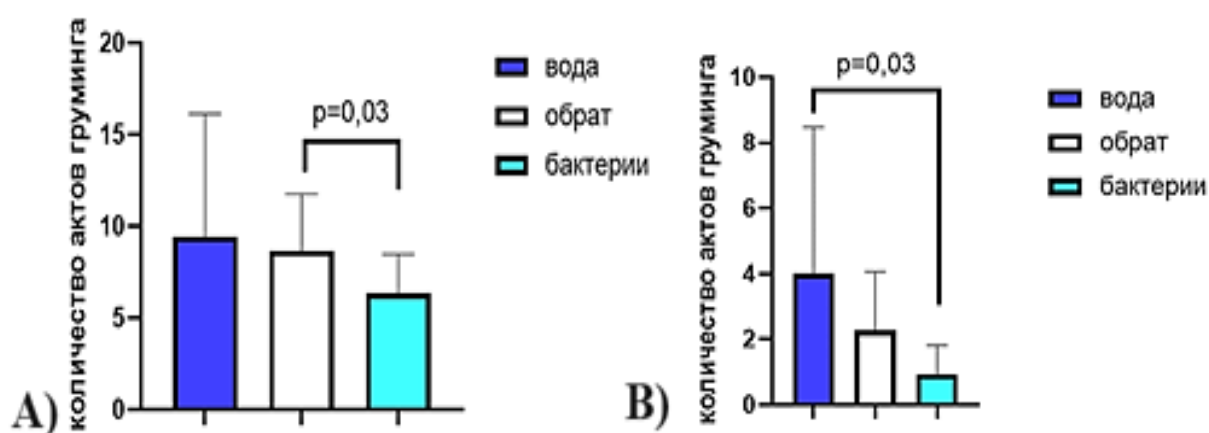 количество актов груминга
20
15
10
5
0
p=0,03
вода
обрат
бактерии
A)
количество актов груминга
10
8
6
4
2
0
p=0,03
вода
обрат
бактерии
B)